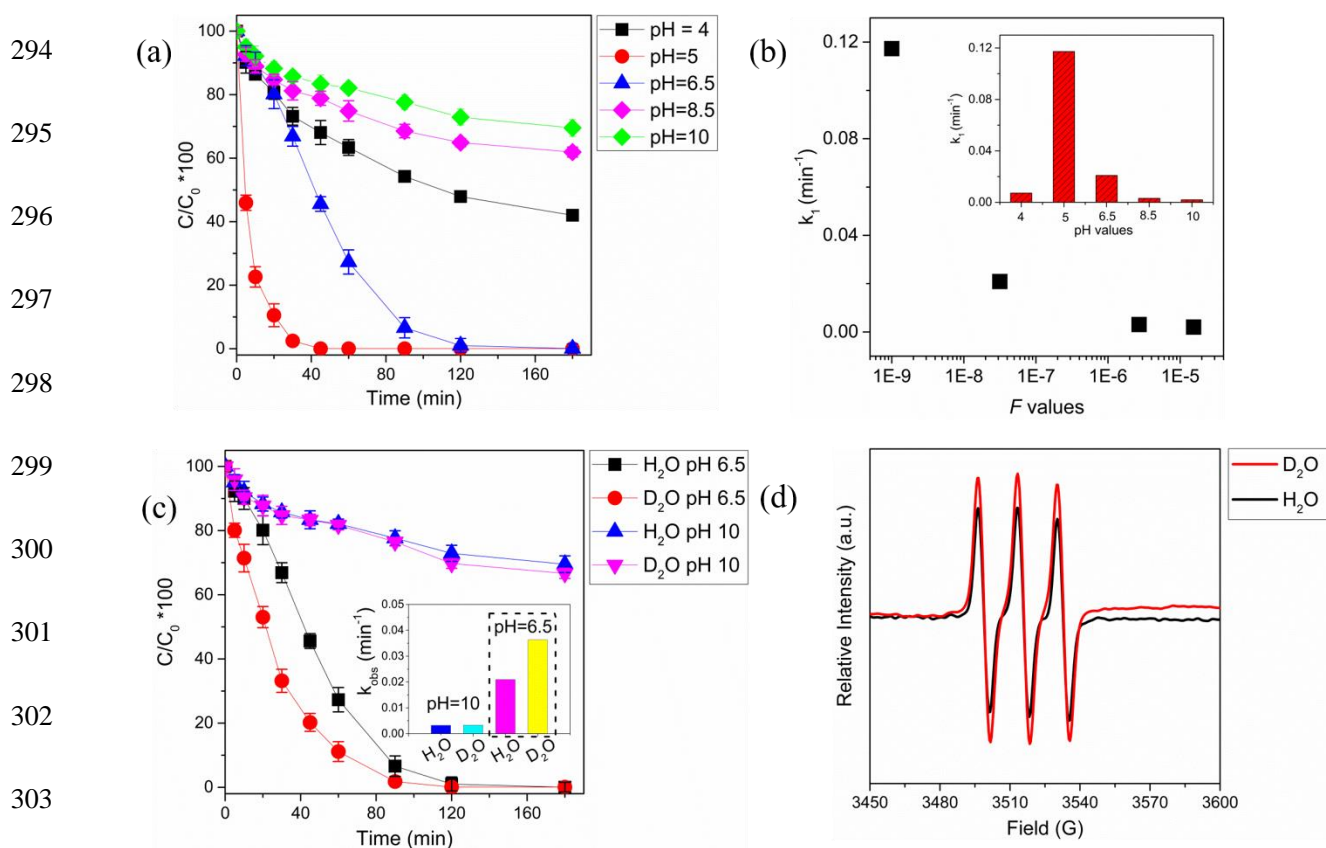 294
295
296
297
298
299
300
301
302
303
(a)
pH = 4
pH=5
pH=6.5
pH=8.5
pH=10
100
80
60
40
20
0
C/C₀ *100
0 40 80 120 160
Time (min)
(b)
0.12
0.08
0.04
0.00
k₁ (min⁻¹)
1E-9 1E-8 1E-7 1E-6 1E-5
F values
0.12
0.08
0.04
0.00
k₁ (min⁻¹)
4 5 6.5 8.5 10
pH values
(c)
H₂O pH 6.5
D₂O pH 6.5
H₂O pH 10
D₂O pH 10
100
80
60
40
20
0
C/C₀ *100
0 40 80 120 160
Time (min)
0.05
0.04
0.03
0.02
0.01
0.00
k_obs (min⁻¹)
pH=6.5
pH=10
H₂O D₂O H₂O D₂O
(d)
D₂O
H₂O
Relative Intensity (a.u.)
3450 3480 3510 3540 3570 3600
Field (G)